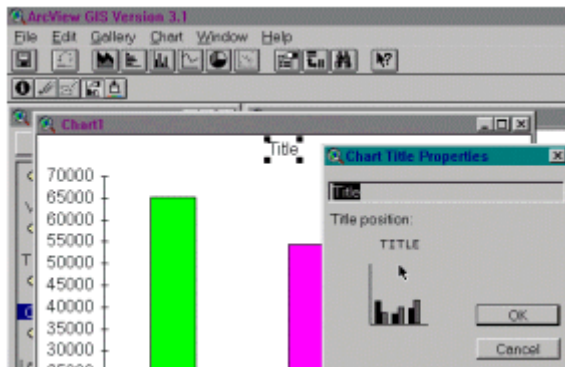 ArcView GIS Version 3.1
File Edit Gallery Chart Window Help
Chart1
Title
Chart Title Properties
Title
Title position:
TITLE
OK
Cancel
70000
65000
60000
55000
50000
45000
40000
35000
30000